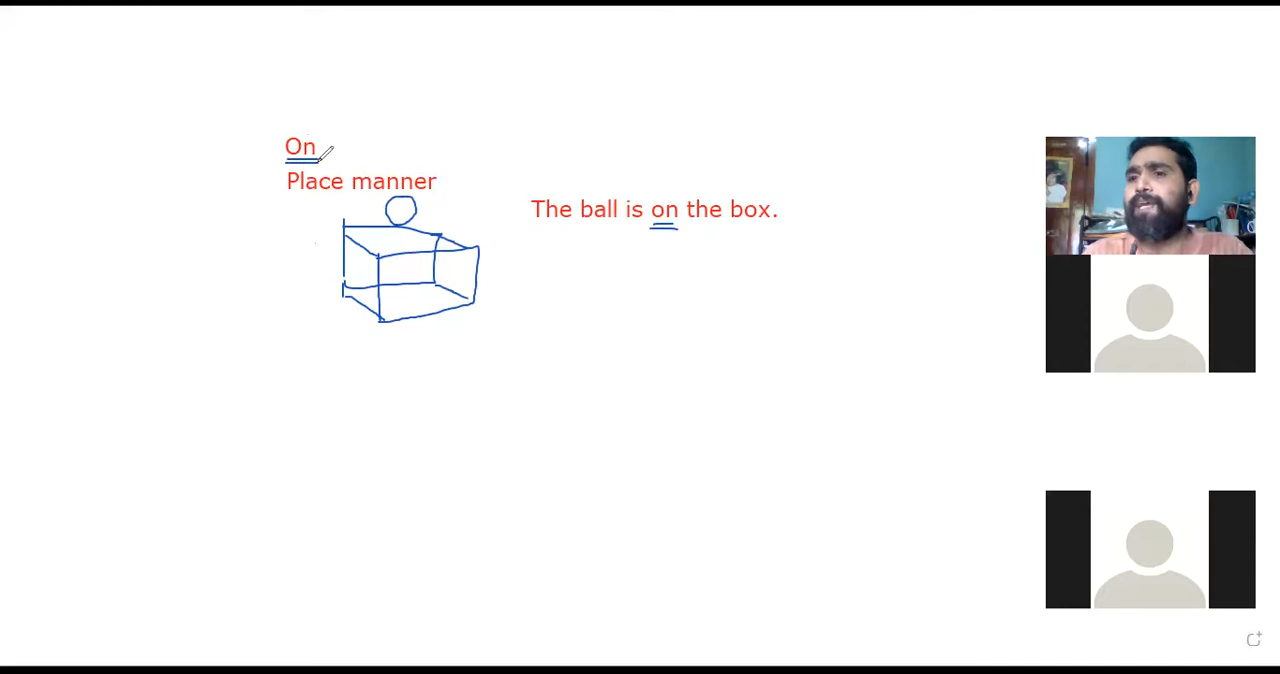 On
Place manner
The ball is on the box.